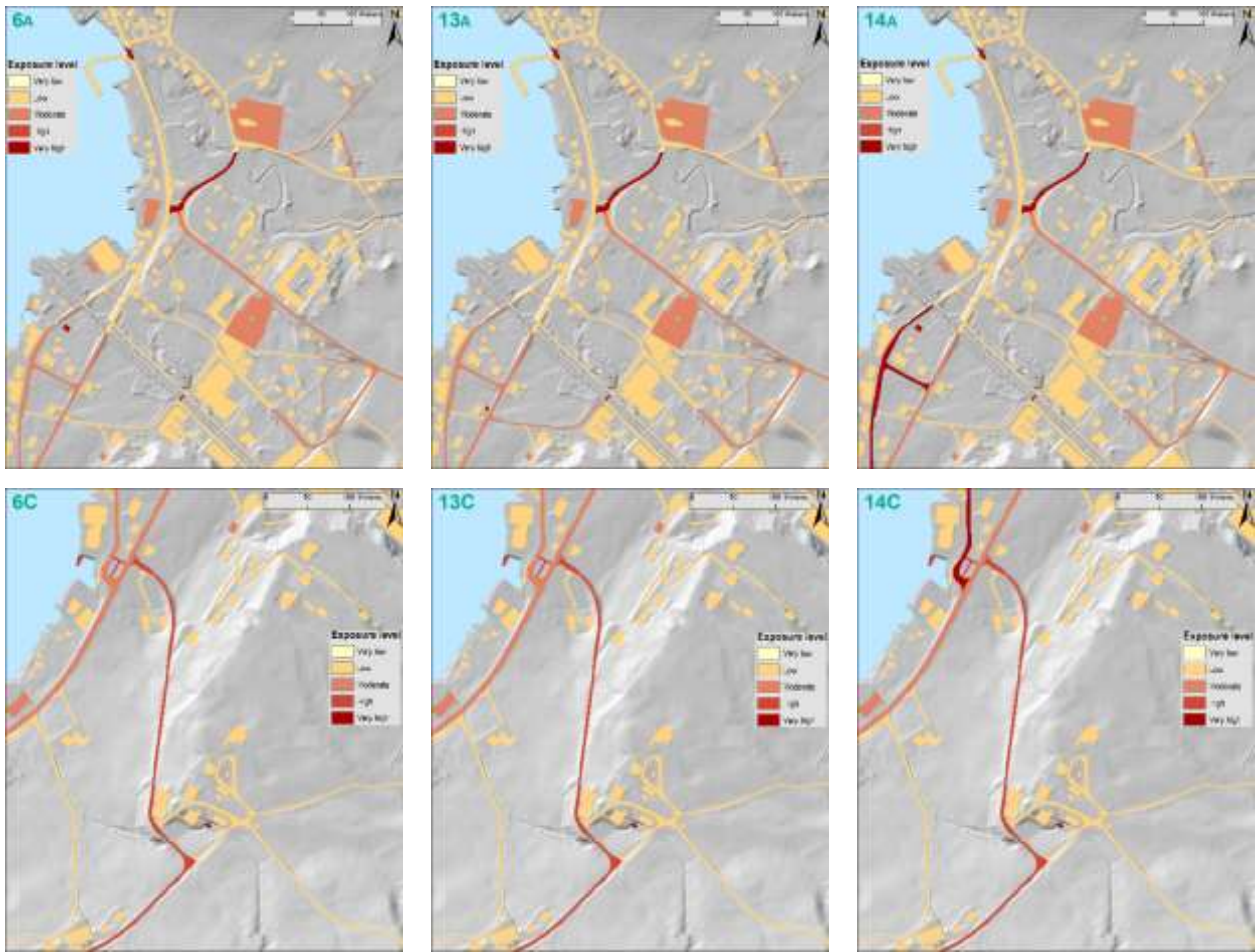 6A
Exposure level
Very low
Low
Moderate
High
Very high
N
13A
Exposure level
Very low
Low
Moderate
High
Very high
N
14A
Exposure level
Very low
Low
Moderate
High
Very high
N
6C
Exposure level
Very low
Low
Moderate
High
Very high
13C
Exposure level
Very low
Low
Moderate
High
Very high
14C
Exposure level
Very low
Low
Moderate
High
Very high